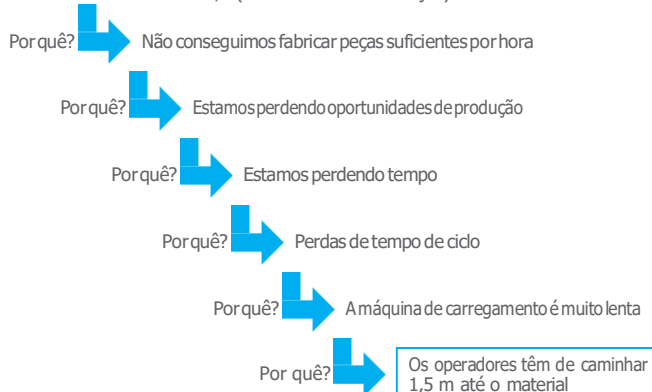 Por quê? Não conseguimos fabricar peças suficientes por hora
Por quê? Estamos perdendo oportunidades de produção
Por quê? Estamos perdendo tempo
Por quê? Perdas de tempo de ciclo
Por quê? A máquina de carregamento é muito lenta
Por quê? Os operadores têm de caminhar
1,5 m até o material